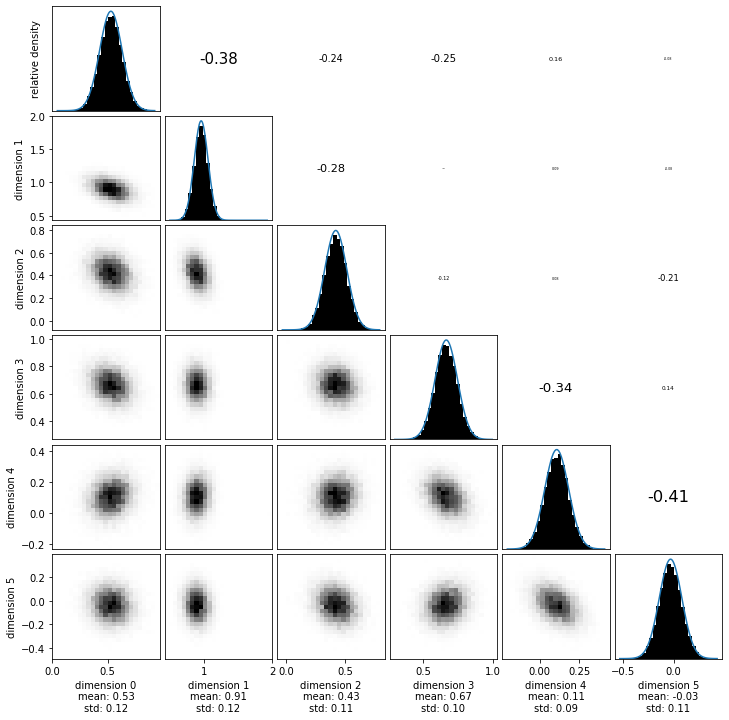 relative density
-0.38
-0.24
-0.25
0.16
2.0
1.5
1.0
0.5
dimension 1
-0.28
0.09
0.8
0.6
0.4
0.2
0.0
dimension 2
-0.12
-0.21
1.0
0.8
0.6
0.4
dimension 3
-0.34
0.14
0.4
0.2
0.0
−0.2
dimension 4
-0.41
0.2
0.0
−0.2
−0.4
dimension 5
0.0 0.5
1 2
0.0 0.5
0.5 1.0
0.00 0.25
−0.5 0.0
dimension 0
mean: 0.53
std: 0.12
dimension 1
mean: 0.91
std: 0.12
dimension 2
mean: 0.43
std: 0.11
dimension 3
mean: 0.67
std: 0.10
dimension 4
mean: 0.11
std: 0.09
dimension 5
mean: -0.03
std: 0.11